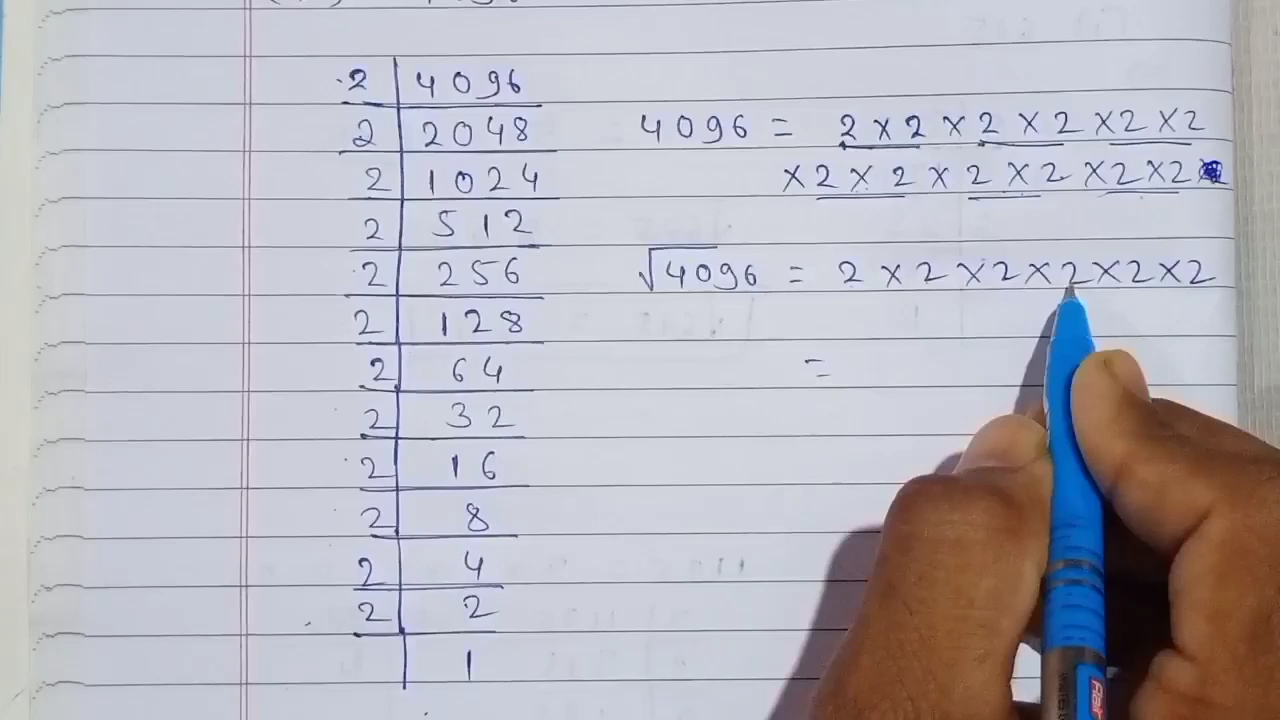 2 | 4096
2 | 2048
2 | 1024
2 | 512
2 | 256
2 | 128
2 | 64
2 | 32
2 | 16
2 | 8
2 | 4
2 | 2
| 1
4096 = 2 × 2 × 2 × 2 × 2 × 2
× 2 × 2 × 2 × 2 × 2 × 2
√4096 = 2 × 2 × 2 × 2 × 2 × 2
=